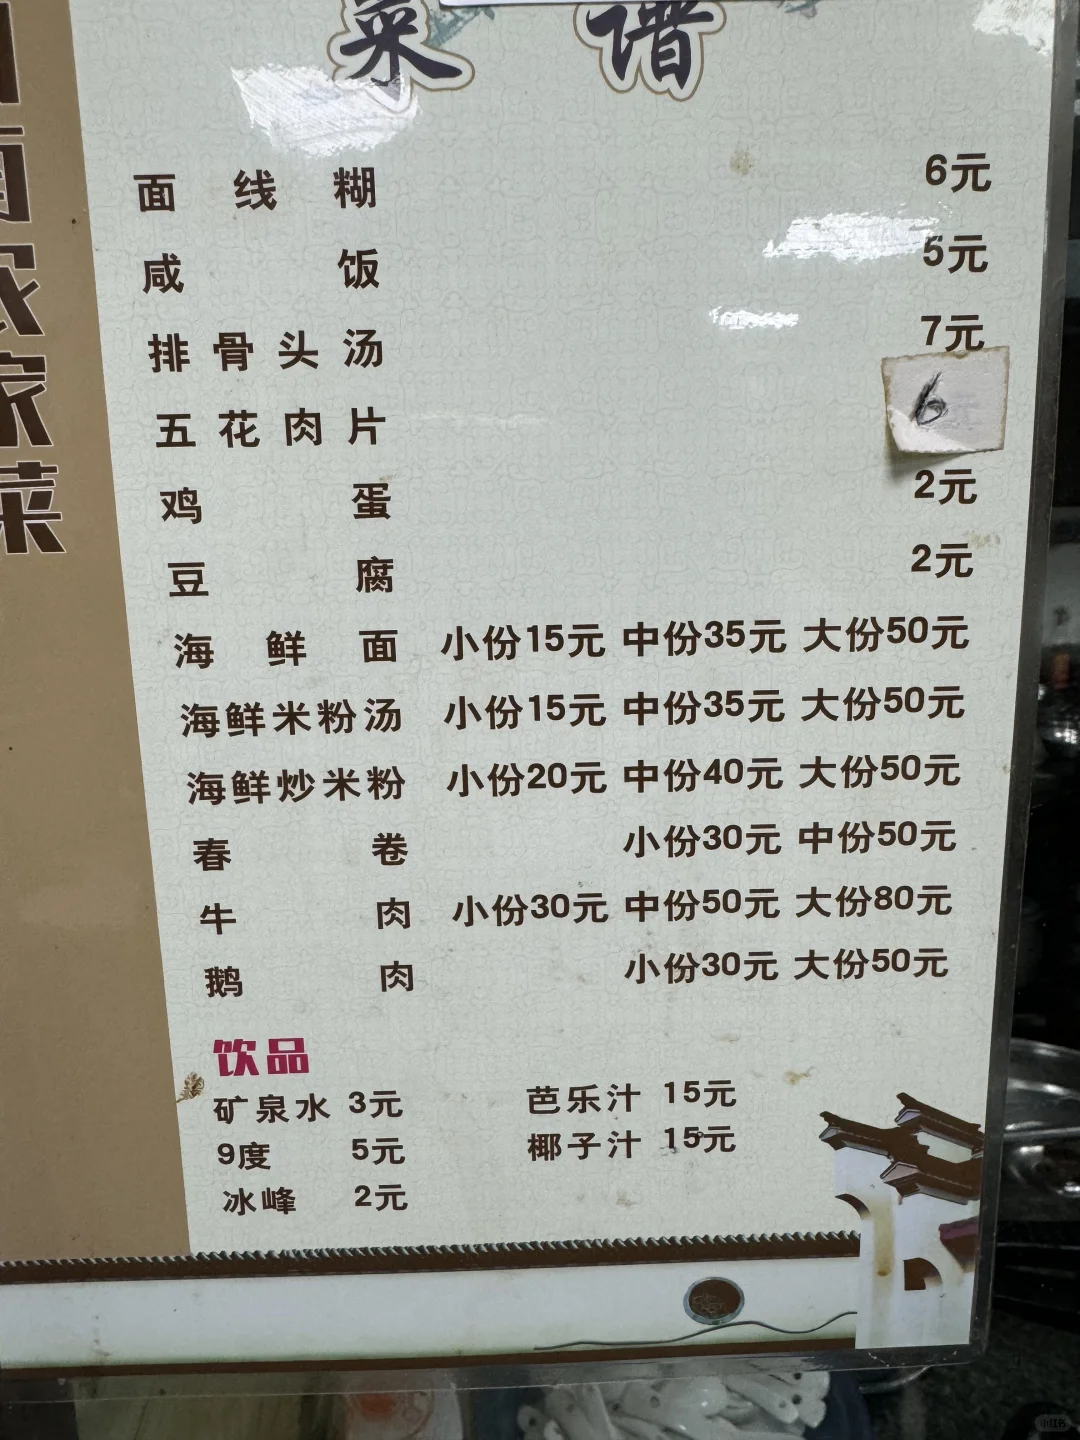 菜谱
面线糊 6元
咸饭 5元
排骨头汤 7元
五花肉片 6
鸡蛋 2元
豆腐 2元
海鲜面 小份15元 中份35元 大份50元
海鲜米粉汤 小份15元 中份35元 大份50元
海鲜炒米粉 小份20元 中份40元 大份50元
春卷 小份30元 中份50元
牛肉 小份30元 中份50元 大份80元
鹅肉 小份30元 大份50元
饮品
矿泉水 3元 芭乐汁 15元
9度 5元 椰子汁 15元
冰峰 2元
家菜
小红书